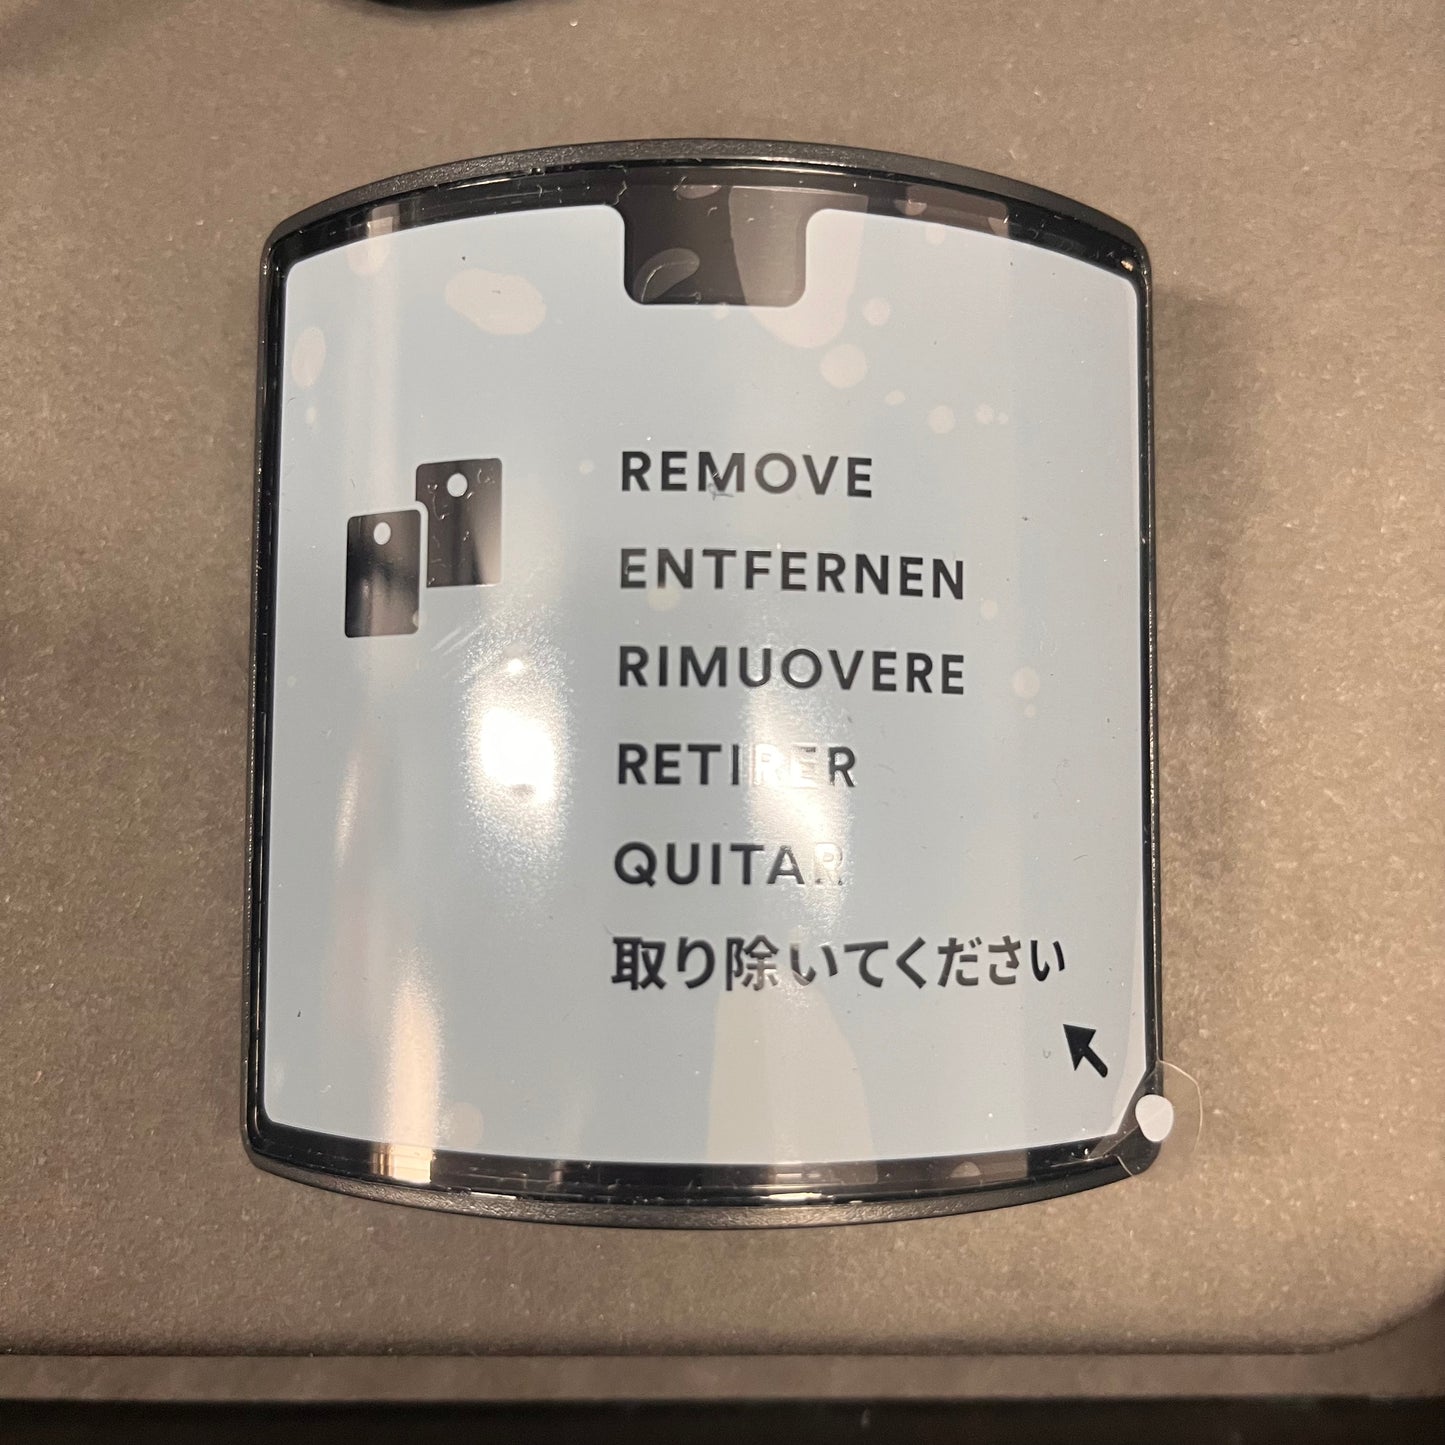 REMOVE
ENTFERNEN
RIMUOVERE
RETIRER
QUITAR
取り除いてください